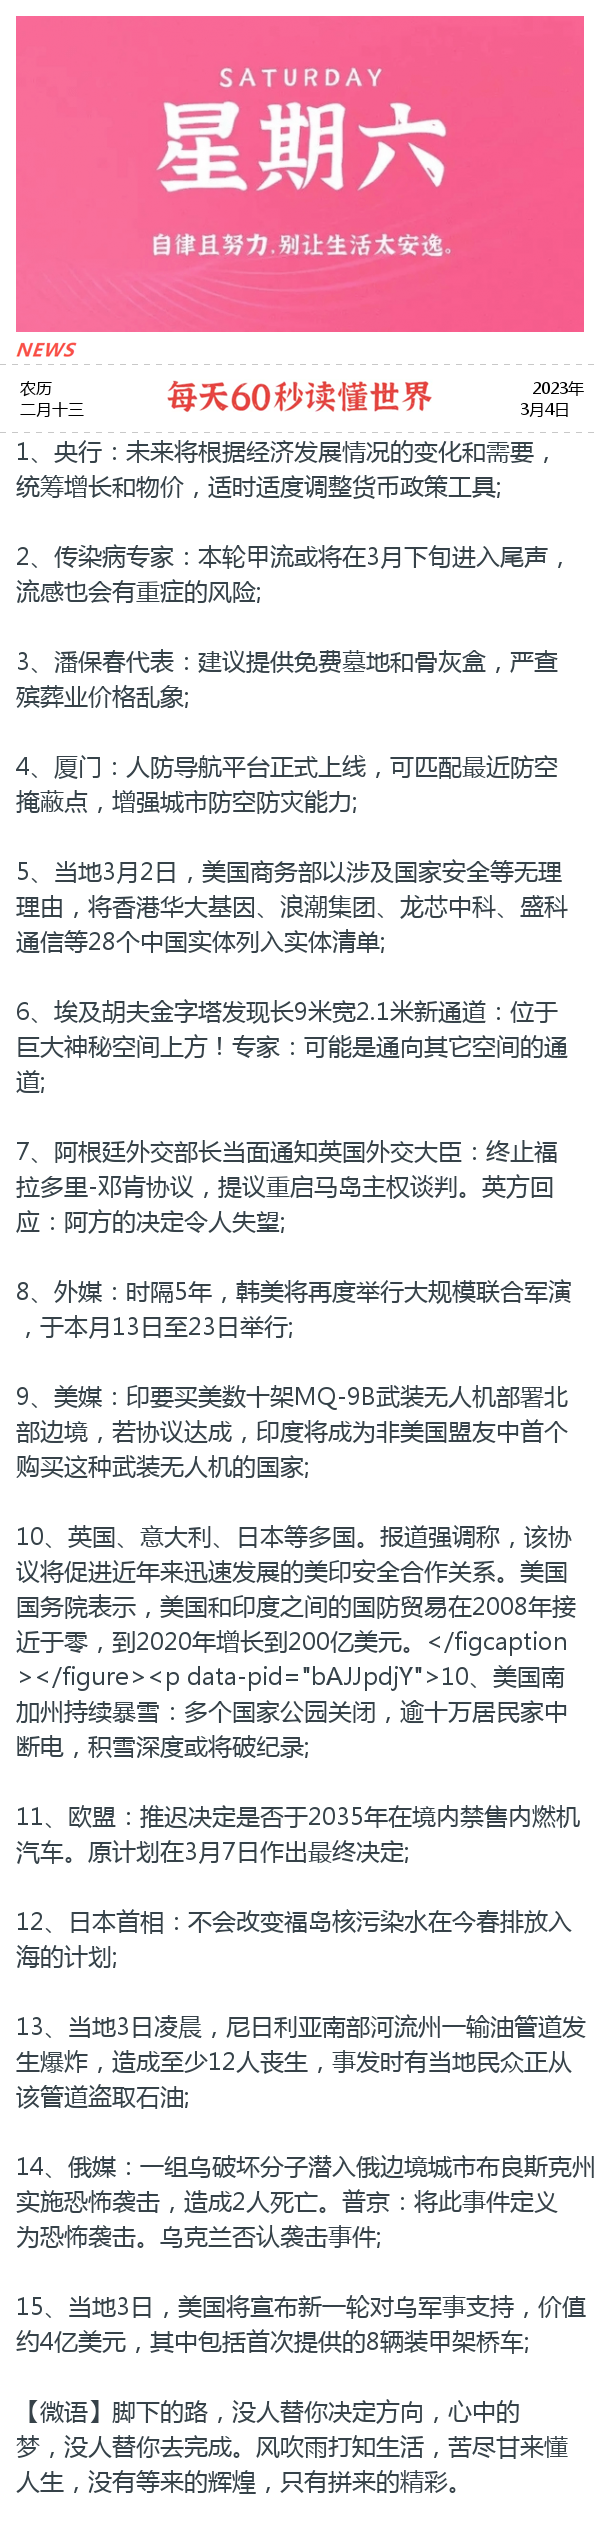 SATURDAY
星期六
自律且努力,别让生活太安逸。
NEWS
农历
二月十三
每天60秒读懂世界
2023年
3月4日
1、央行：未来将根据经济发展情况的变化和需要，
统筹增长和物价，适时适度调整货币政策工具;
2、传染病专家：本轮甲流或将在3月下旬进入尾声，
流感也会有重症的风险;
3、潘保春代表：建议提供免费墓地和骨灰盒，严查
殡葬业价格乱象;
4、厦门：人防导航平台正式上线，可匹配最近防空
掩蔽点，增强城市防空防灾能力;
5、当地3月2日，美国商务部以涉及国家安全等无理
理由，将香港华大基因、浪潮集团、龙芯中科、盛科
通信等28个中国实体列入实体清单;
6、埃及胡夫金字塔发现长9米宽2.1米新通道：位于
巨大神秘空间上方！专家：可能是通向其它空间的通
道;
7、阿根廷外交部长当面通知英国外交大臣：终止福
拉多里-邓肯协议，提议重启马岛主权谈判。英方回
应：阿方的决定令人失望;
8、外媒：时隔5年，韩美将再度举行大规模联合军演
，于本月13日至23日举行;
9、美媒：印要买美数十架MQ-9B武装无人机部署北
部边境，若协议达成，印度将成为非美国盟友中首个
购买这种武装无人机的国家;
10、英国、意大利、日本等多国。报道强调称，该协
议将促进近年来迅速发展的美印安全合作关系。美国
国务院表示，美国和印度之间的国防贸易在2008年接
近于零，到2020年增长到200亿美元。</figcaption
></figure><p data-pid="bAJJpdjY">10、美国南
加州持续暴雪：多个国家公园关闭，逾十万居民家中
断电，积雪深度或将破纪录;
11、欧盟：推迟决定是否于2035年在境内禁售内燃机
汽车。原计划在3月7日作出最终决定;
12、日本首相：不会改变福岛核污染水在今春排放入
海的计划;
13、当地3日凌晨，尼日利亚南部河流州一输油管道发
生爆炸，造成至少12人丧生，事发时有当地民众正从
该管道盗取石油;
14、俄媒：一组乌破坏分子潜入俄边境城市布良斯克州
实施恐怖袭击，造成2人死亡。普京：将此事件定义
为恐怖袭击。乌克兰否认袭击事件;
15、当地3日，美国将宣布新一轮对乌军事支持，价值
约4亿美元，其中包括首次提供的8辆装甲架桥车;
【微语】脚下的路，没人替你决定方向，心中的
梦，没人替你去完成。风吹雨打知生活，苦尽甘来懂
人生，没有等来的辉煌，只有拼来的精彩。